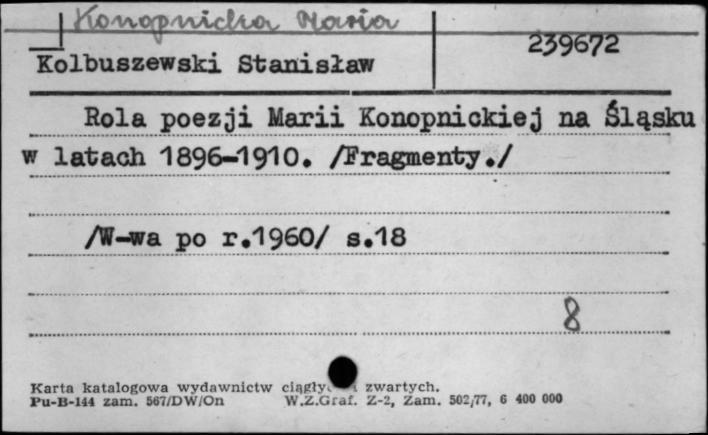 Konopnicka Maria
239672
Kolbuszewski Stanisław
Rola poezji Marii Konopnickiej na Śląsku
w latach 1896-1910. /Fragmenty./
/W-wa po r.1960/ s.18
8
Karta katalogowa wydawnictw zwartych.
Pu-B-144 zam. 567/DW/On W.Z.Graf. Z-2, Zam. 502/77, 6 400 000